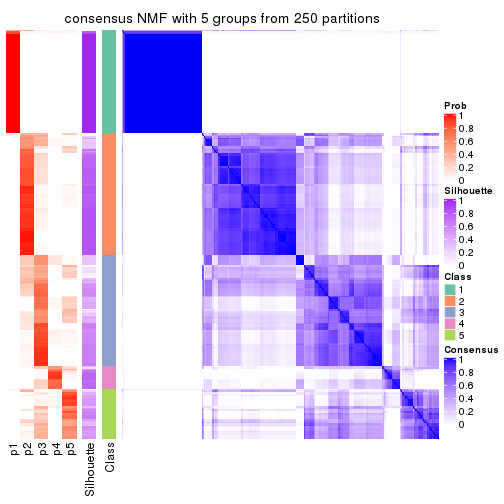 consensus NMF with 5 groups from 250 partitions
Prob
1
0.8
0.6
0.4
0.2
0
Silhouette
1
0.8
0.6
0.4
0.2
0
Class
1
2
3
4
5
Consensus
1
0.8
0.6
0.4
0.2
0
p1
p2
p3
p4
p5
Silhouette
Class